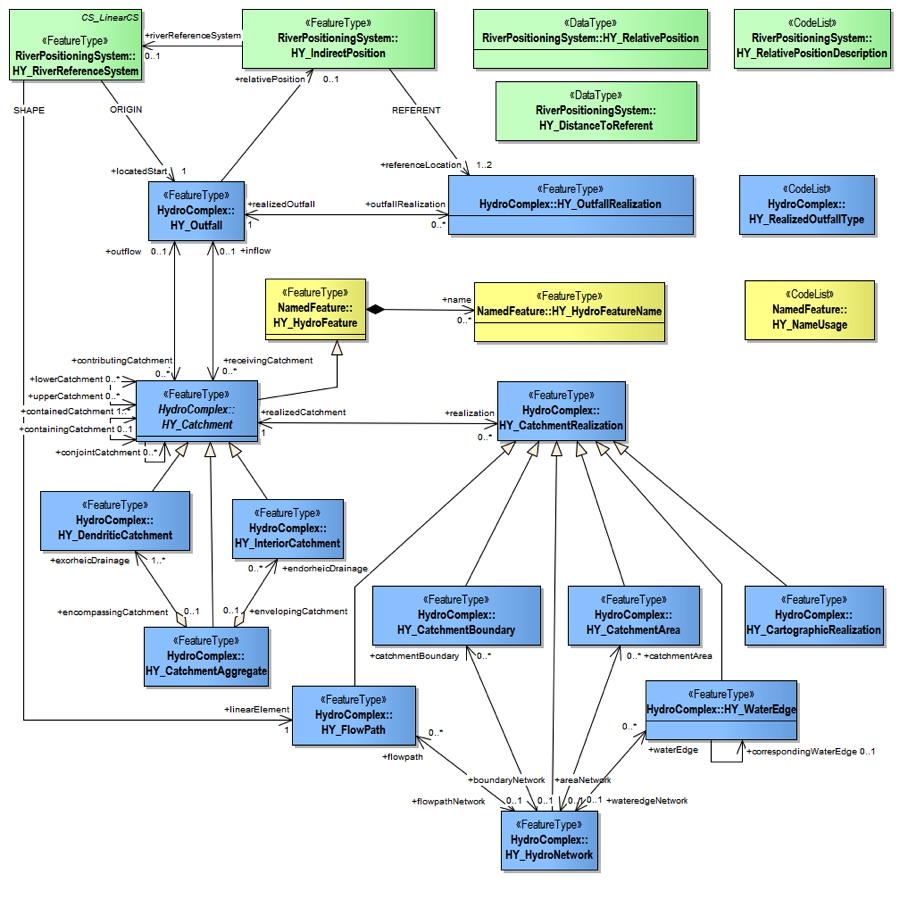 CS_LinearCS
«FeatureType»
RiverPositioningSystem::
HY_RiverReferenceSystem
+riverReferenceSystem
0..1
«FeatureType»
RiverPositioningSystem::
HY_IndirectPosition
«DataType»
RiverPositioningSystem::HY_RelativePosition
«CodeList»
RiverPositioningSystem::
HY_RelativePositionDescription
+relativePosition
0..1
«DataType»
RiverPositioningSystem::
HY_DistanceToReferent
SHAPE
ORIGIN
REFERENT
+locatedStart
1
+referenceLocation
1..2
«FeatureType»
HydroComplex::
HY_Outfall
+realizedOutfall
1
+outfallRealization
0..*
«FeatureType»
HydroComplex::HY_OutfallRealization
«CodeList»
HydroComplex::
HY_RealizedOutfallType
+outflow
0..1
0..1
+inflow
«FeatureType»
NamedFeature::
HY_HydroFeature
+name
0..*
«FeatureType»
NamedFeature::HY_HydroFeatureName
«CodeList»
NamedFeature::
HY_NameUsage
+contributingCatchment
0..*
+receivingCatchment
0..*
+lowerCatchment 0..*
+upperCatchment 0..*
+containedCatchment 1..*
+containingCatchment 0..1
+conjointCatchment 0..*
«FeatureType»
HydroComplex::
HY_Catchment
+realizedCatchment
1
+realization
0..*
«FeatureType»
HydroComplex::
HY_CatchmentRealization
«FeatureType»
HydroComplex::
HY_DendriticCatchment
«FeatureType»
HydroComplex::
HY_InteriorCatchment
+exorheicDrainage
1..*
0..*
+endorheicDrainage
+encompassingCatchment
0..1
0..1
+envelopingCatchment
«FeatureType»
HydroComplex::
HY_CatchmentBoundary
«FeatureType»
HydroComplex::
HY_CatchmentArea
«FeatureType»
HydroComplex::
HY_CartographicRealization
«FeatureType»
HydroComplex::
HY_CatchmentAggregate
+catchmentBoundary
0..*
0..*
+catchmentArea
+linearElement
1
«FeatureType»
HydroComplex::
HY_FlowPath
«FeatureType»
HydroComplex::HY_WaterEdge
0..*
+flowpath
0..*
+waterEdge
+correspondingWaterEdge 0..1
+boundaryNetwork
+areaNetwork
+flowpathNetwork
0..1
0..1
0..1
0..1
+wateredgeNetwork
«FeatureType»
HydroComplex::
HY_HydroNetwork